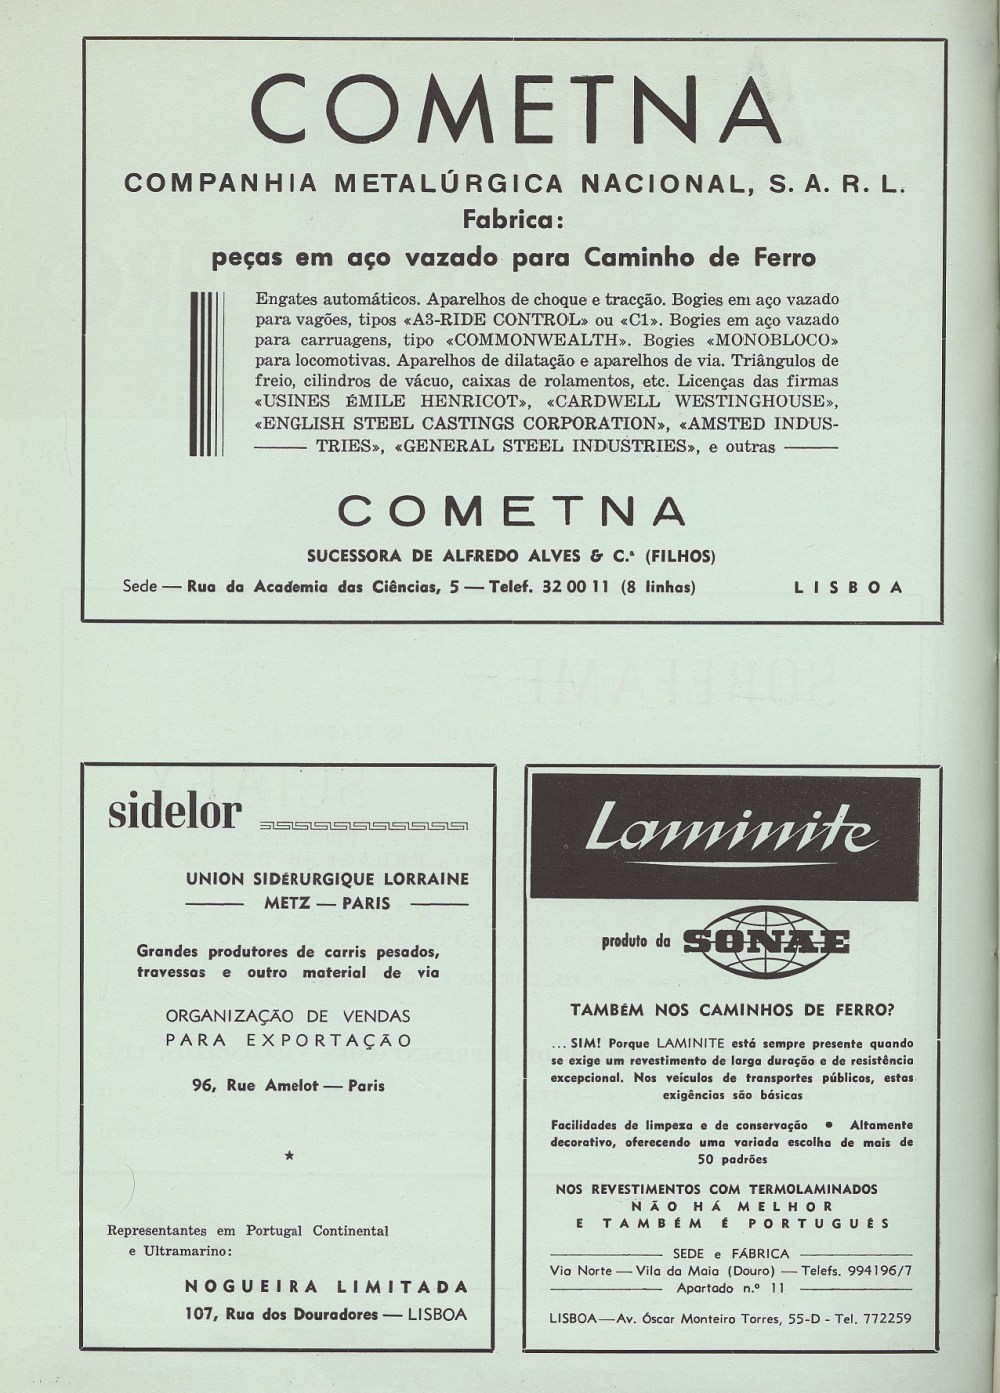 COMETNA
COMPANHIA METALÚRGICA NACIONAL, S. A. R. L.
Fabrica:
peças em aço vazado para Caminho de Ferro
Engates automáticos. Aparelhos de choque e tracção. Bogies em aço vazado
para vagões, tipos «A3-RIDE CONTROL» ou «C1». Bogies em aço vazado
para carruagens, tipo «COMMONWEALTH». Bogies «MONOBLOCO»
para locomotivas. Aparelhos de dilatação e aparelhos de via. Triângulos de
freio, cilindros de vácuo, caixas de rolamentos, etc. Licenças das firmas
«USINES ÉMILE HENRICOT», «CARDWELL WESTINGHOUSE»,
«ENGLISH STEEL CASTINGS CORPORATION», «AMSTED INDUS-
TRIES», «GENERAL STEEL INDUSTRIES», e outras
COMETNA
SUCESSORA DE ALFREDO ALVES & C.ª (FILHOS)
Sede — Rua da Academia das Ciências, 5 — Telef. 32 00 11 (8 linhas) LISBOA
sidelor
UNION SIDÉRURGIQUE LORRAINE
METZ — PARIS
Grandes produtores de carris pesados,
travessas e outro material de via
ORGANIZAÇÃO DE VENDAS
PARA EXPORTAÇÃO
96, Rue Amelot — Paris
Representantes em Portugal Continental
e Ultramarino:
NOGUEIRA LIMITADA
107, Rua dos Douradores — LISBOA
Laminite
produto da SONAE
TAMBÉM NOS CAMINHOS DE FERRO?
... SIM! Porque LAMINITE está sempre presente quando
se exige um revestimento de larga duração e de resistência
excepcional. Nos veículos de transportes públicos, estas
exigências são básicas
Facilidades de limpeza e de conservação • Altamente
decorativo, oferecendo uma variada escolha de mais de
50 padrões
NOS REVESTIMENTOS COM TERMOLAMINADOS
NÃO HÁ MELHOR
E TAMBÉM É PORTUGUÊS
SEDE e FÁBRICA
Via Norte — Vila da Maia (Douro) — Telefs. 994196/7
Apartado n.º 11
LISBOA—Av. Óscar Monteiro Torres, 55-D - Tel. 772259